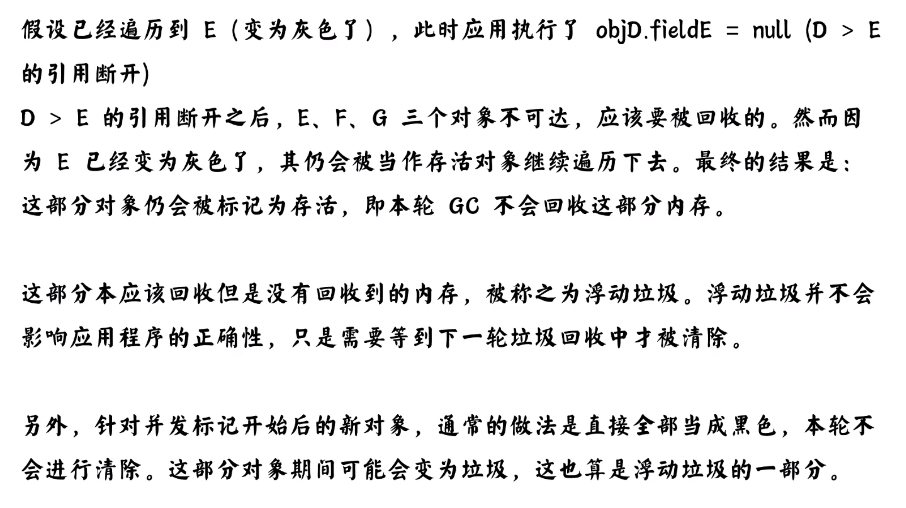 假设已经遍历到 E（变为灰色了），此时应用执行了 objD.fieldE = null (D > E
的引用断开)
D > E 的引用断开之后，E、F、G 三个对象不可达，应该要被回收的。然而因
为 E 已经变为灰色了，其仍会被当作存活对象继续遍历下去。最终的结果是：
这部分对象仍会被标记为存活，即本轮 GC 不会回收这部分内存。
这部分本应该回收但是没有回收到的内存，被称之为浮动垃圾。浮动垃圾并不会
影响应用程序的正确性，只是需要等到下一轮垃圾回收中才被清除。
另外，针对并发标记开始后的新对象，通常的做法是直接全部当成黑色，本轮不
会进行清除。这部分对象期间可能会变为垃圾，这也算是浮动垃圾的一部分。